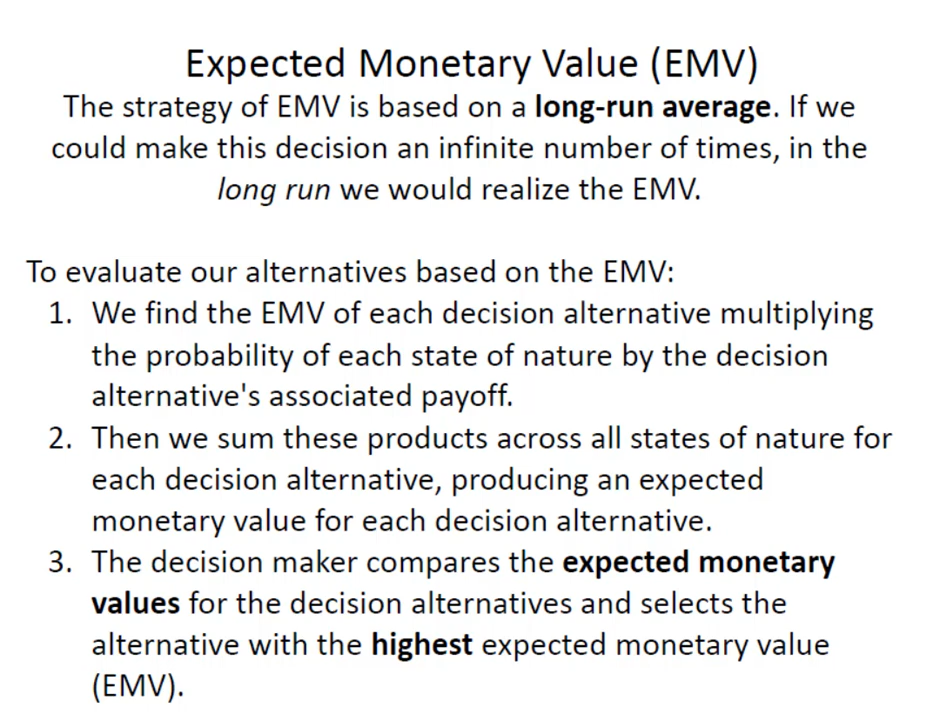 Expected Monetary Value (EMV)
The strategy of EMV is based on a long-run average. If we
could make this decision an infinite number of times, in the
long run we would realize the EMV.
To evaluate our alternatives based on the EMV:
1. We find the EMV of each decision alternative multiplying
the probability of each state of nature by the decision
alternative's associated payoff.
2. Then we sum these products across all states of nature for
each decision alternative, producing an expected
monetary value for each decision alternative.
3. The decision maker compares the expected monetary
values for the decision alternatives and selects the
alternative with the highest expected monetary value
(EMV).